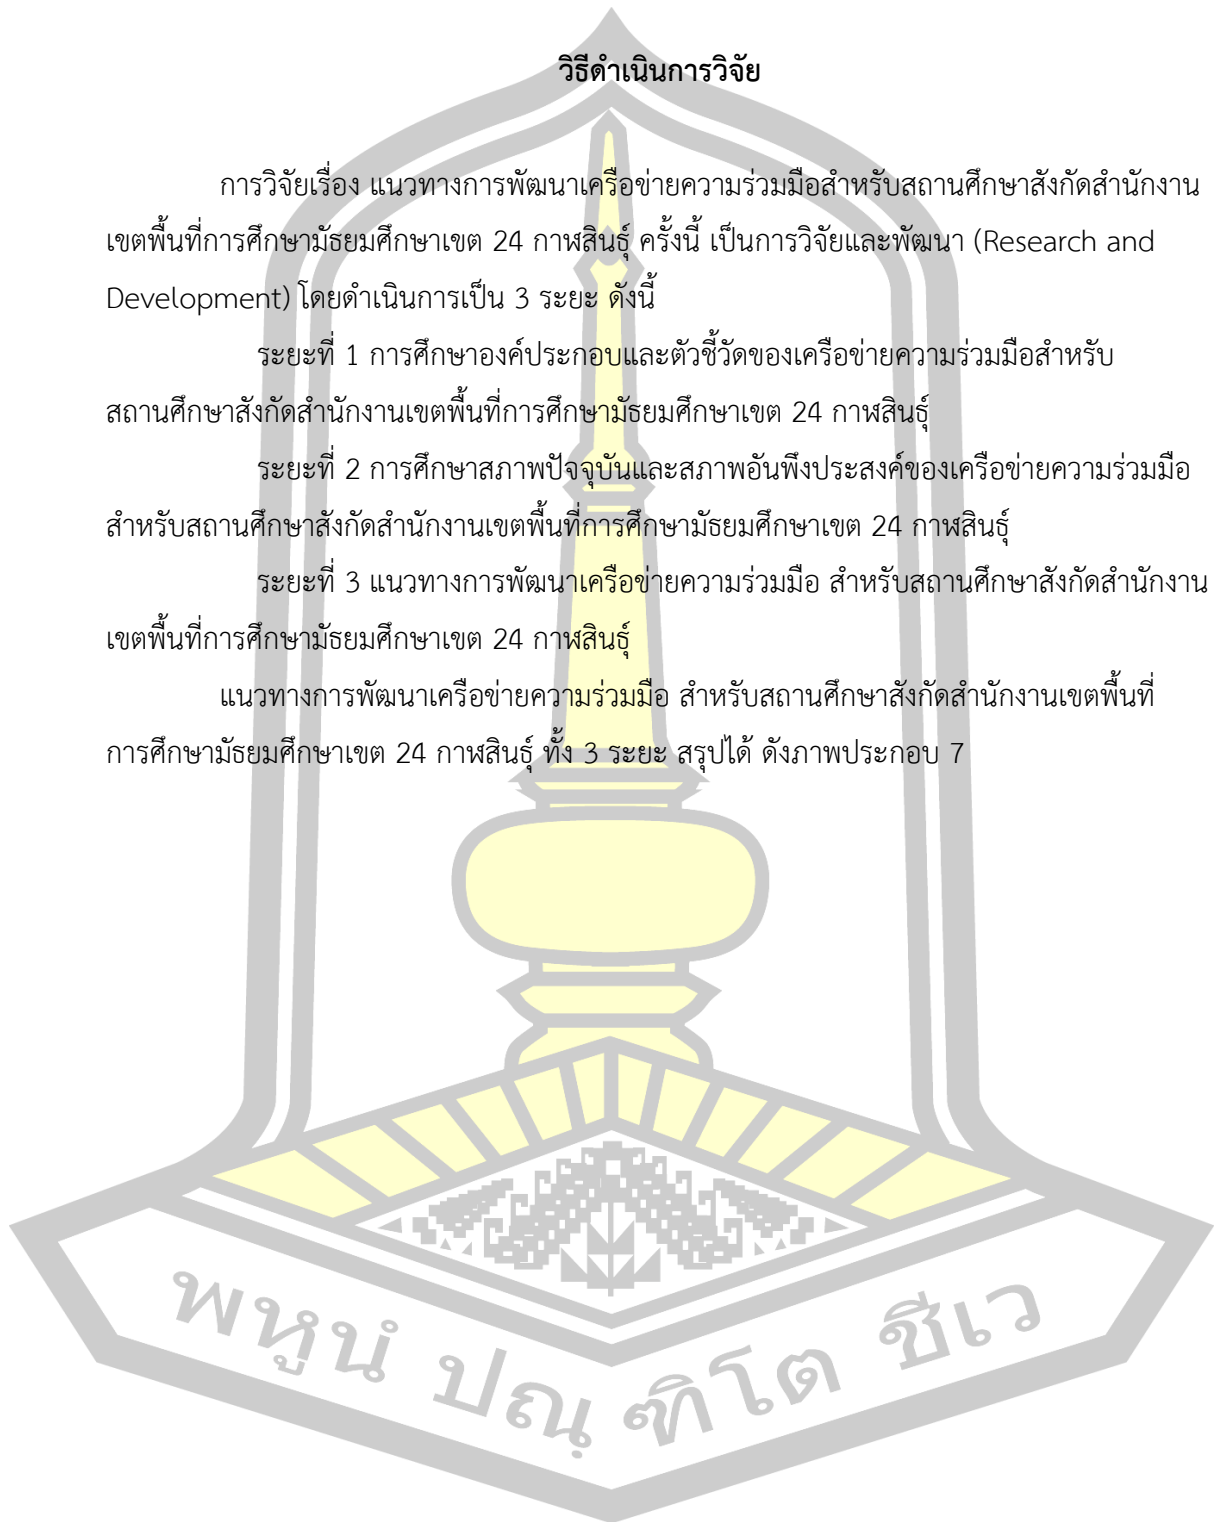 วิธีดำเนินการวิจัย
การวิจัยเรื่อง แนวทางการพัฒนาเครือข่ายความร่วมมือสำหรับสถานศึกษาสังกัดสำนักงาน
เขตพื้นที่การศึกษามัธยมศึกษาเขต 24 กาฬสินธุ์ ครั้งนี้ เป็นการวิจัยและพัฒนา (Research and
Development) โดยดำเนินการเป็น 3 ระยะ ดังนี้
ระยะที่ 1 การศึกษาองค์ประกอบและตัวชี้วัดของเครือข่ายความร่วมมือสำหรับ
สถานศึกษาสังกัดสำนักงานเขตพื้นที่การศึกษามัธยมศึกษาเขต 24 กาฬสินธุ์
ระยะที่ 2 การศึกษาสภาพปัจจุบันและสภาพอันพึงประสงค์ของเครือข่ายความร่วมมือ
สำหรับสถานศึกษาสังกัดสำนักงานเขตพื้นที่การศึกษามัธยมศึกษาเขต 24 กาฬสินธุ์
ระยะที่ 3 แนวทางการพัฒนาเครือข่ายความร่วมมือ สำหรับสถานศึกษาสังกัดสำนักงาน
เขตพื้นที่การศึกษามัธยมศึกษาเขต 24 กาฬสินธุ์
แนวทางการพัฒนาเครือข่ายความร่วมมือ สำหรับสถานศึกษาสังกัดสำนักงานเขตพื้นที่
การศึกษามัธยมศึกษาเขต 24 กาฬสินธุ์ ทั้ง 3 ระยะ สรุปได้ ดังภาพประกอบ 7
พหูนํ ปณฺ ฑิโต ชีเว